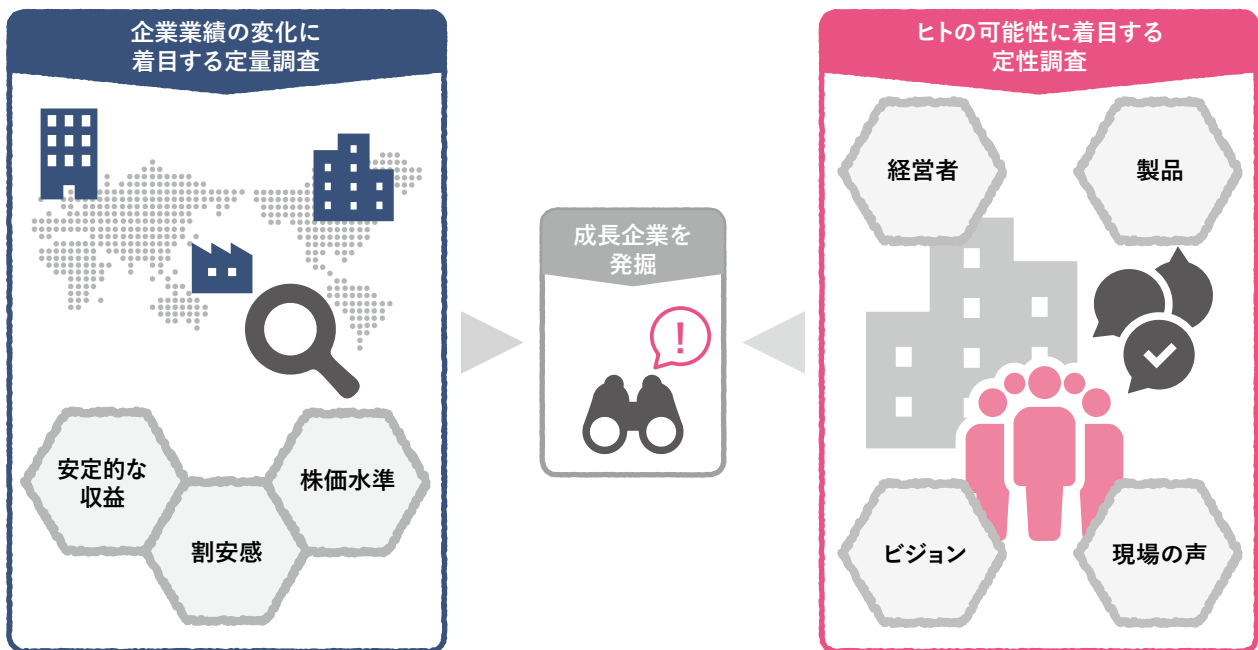 企業業績の変化に
着目する定量調査
安定的な
収益
割安感
株価水準
成長企業を
発掘
!
ヒトの可能性に着目する
定性調査
経営者
製品
ビジョン
現場の声